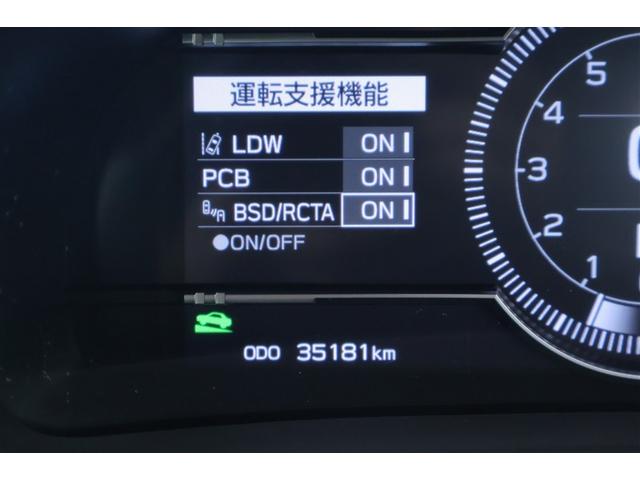 運転支援機能
LDW ON
PCB ON
BSD/RCTA ON
●ON/OFF
ODO 35181km
5
4
3
2
1